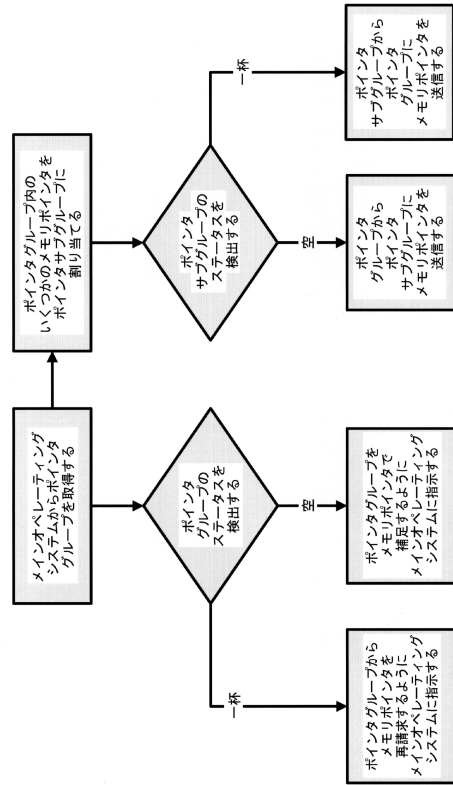 メインオペレーティング
システムからポインタ
グループを取得する
ポインタグループ内の
いくつかのメモリポインタを
ポインタサブグループに
割り当てる
ポインタ
グループの
ステータスを
検出する
ポインタ
サブグループの
ステータスを
検出する
一杯
空
空
一杯
ポインタグループから
メモリポインタを
再請求するように
メインオペレーティング
システムに指示する
ポインタグループを
メモリポインタで
補足するように
メインオペレーティング
システムに指示する
ポインタ
グループから
ポインタ
サブグループに
メモリポインタを
送信する
ポインタ
サブグループから
ポインタ
グループに
メモリポインタを
送信する